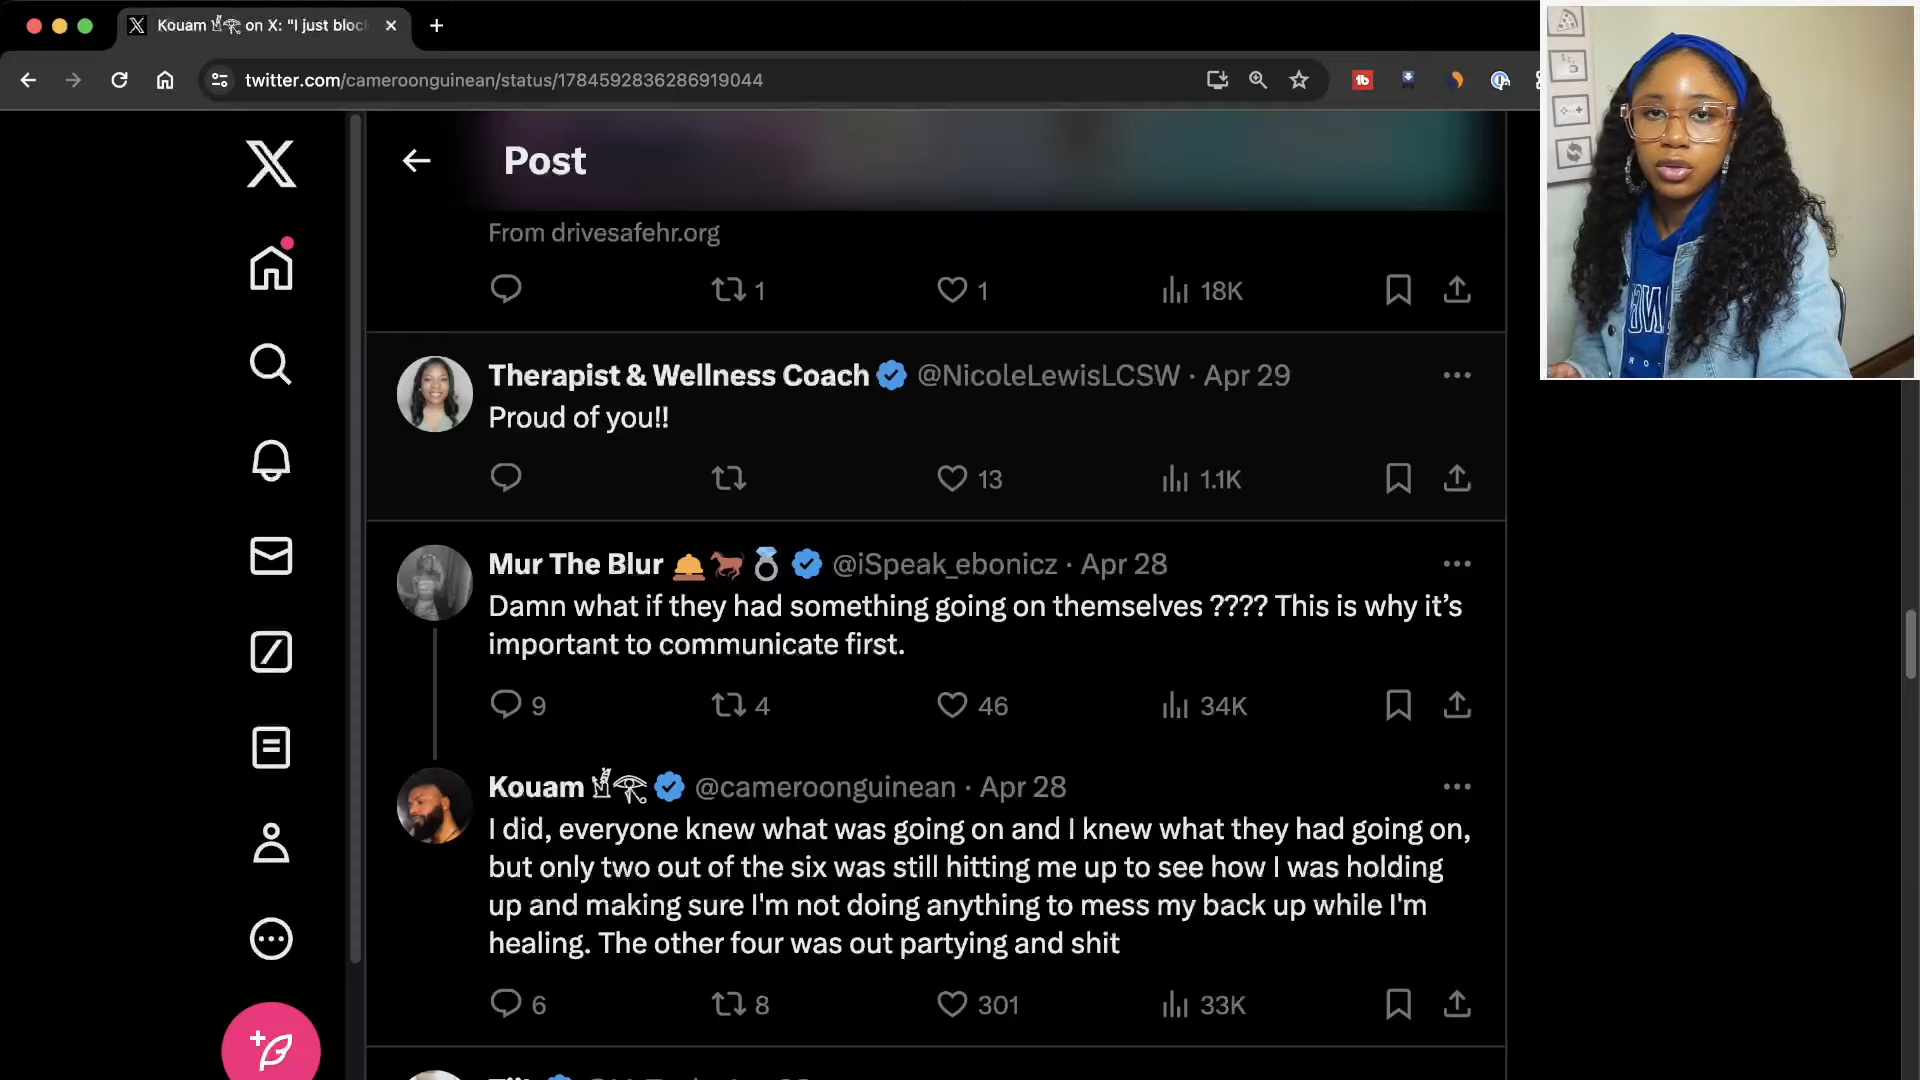 Kouam on X: "I just bloc
twitter.com/cameroonguinean/status/1784592836286919044
Post
From drivesafehr.org
1
1
18K
Therapist & Wellness Coach @NicoleLewisLCSW · Apr 29
Proud of you!!
13
1.1K
Mur The Blur 🛎️🐎💍 @iSpeak_ebonicz · Apr 28
Damn what if they had something going on themselves ???? This is why it’s
important to communicate first.
9
4
46
34K
Kouam @cameroonguinean · Apr 28
I did, everyone knew what was going on and I knew what they had going on,
but only two out of the six was still hitting me up to see how I was holding
up and making sure I'm not doing anything to mess my back up while I'm
healing. The other four was out partying and shit
6
8
301
33K